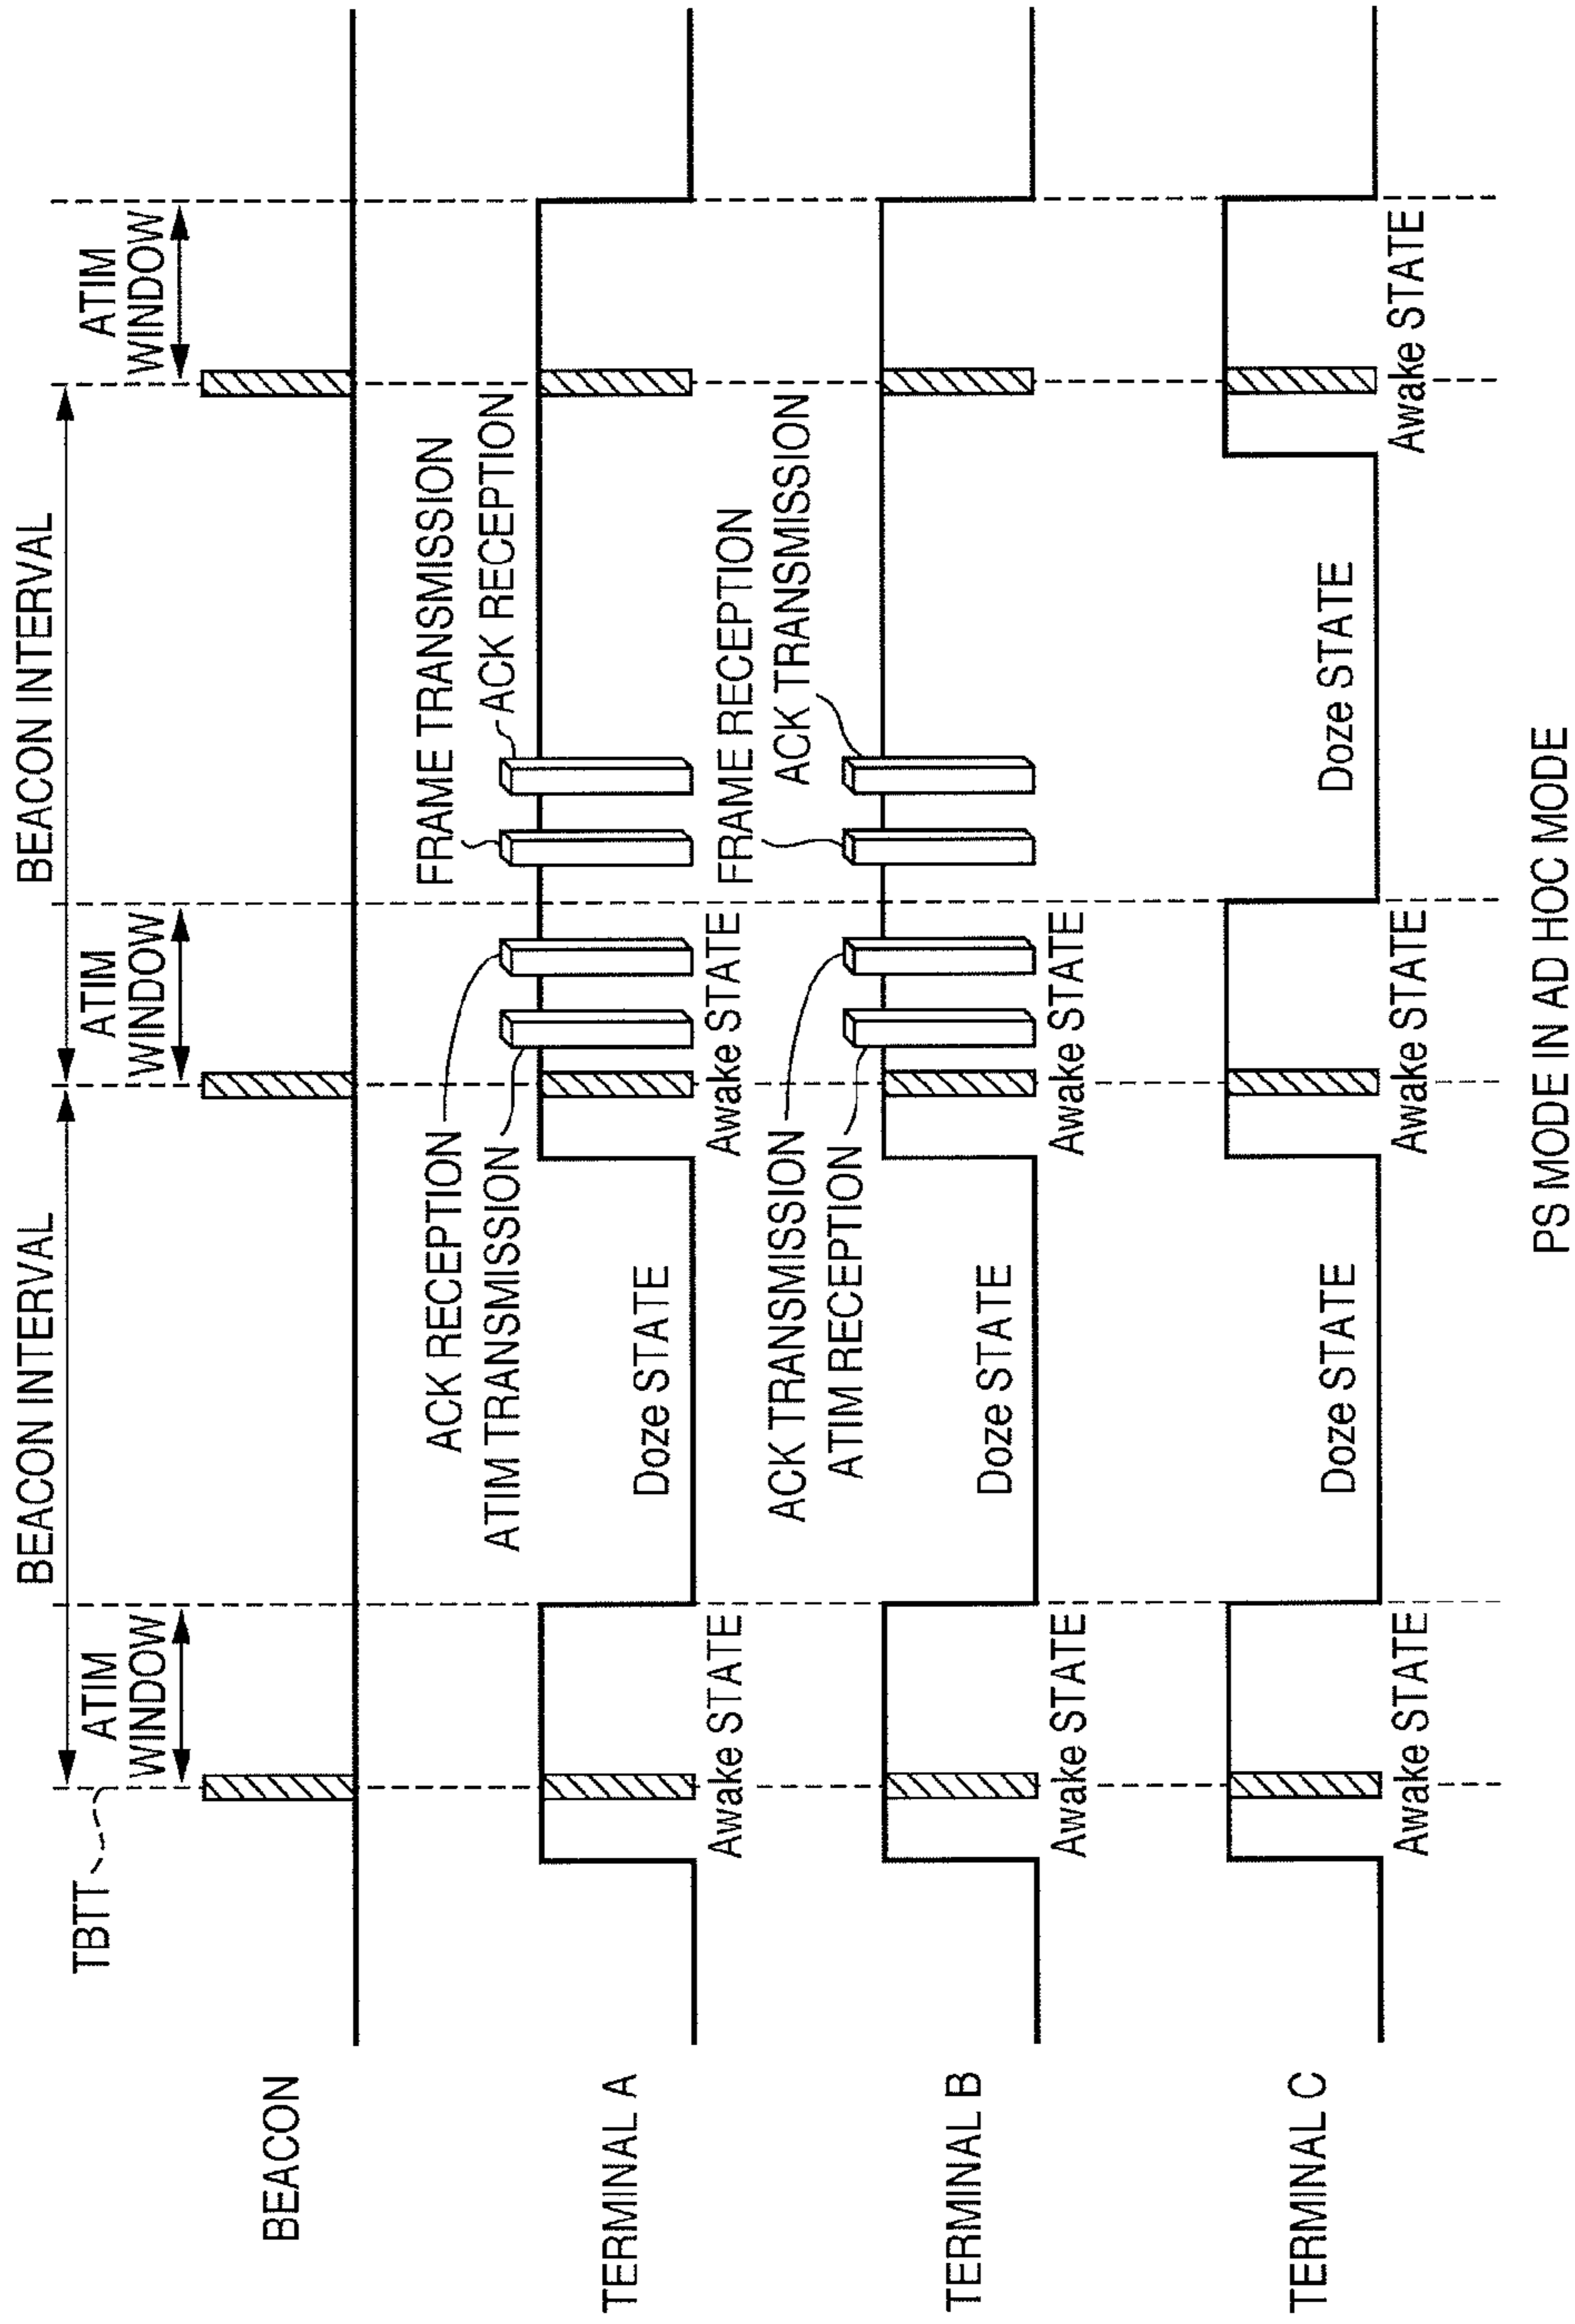 BEACON INTERVAL
BEACON INTERVAL
TBTT
ATIM
WINDOW
ATIM
WINDOW
ATIM
WINDOW
BEACON
ACK RECEPTION
ATIM TRANSMISSION
FRAME TRANSMISSION
ACK RECEPTION
TERMINAL A
Doze STATE
Awake STATE
Awake STATE
ACK TRANSMISSION
ATIM RECEPTION
FRAME RECEPTION
ACK TRANSMISSION
TERMINAL B
Doze STATE
Awake STATE
Awake STATE
TERMINAL C
Doze STATE
Doze STATE
Awake STATE
Awake STATE
Awake STATE
PS MODE IN AD HOC MODE